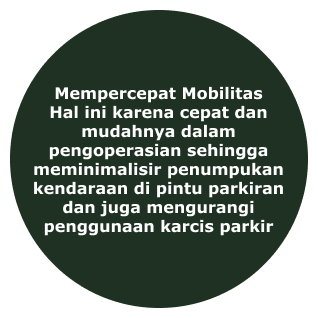 Mempercepat Mobilitas
Hal ini karena cepat dan
mudahnya dalam
pengoperasian sehingga
meminimalisir penumpukan
kendaraan di pintu parkiran
dan juga mengurangi
penggunaan karcis parkir